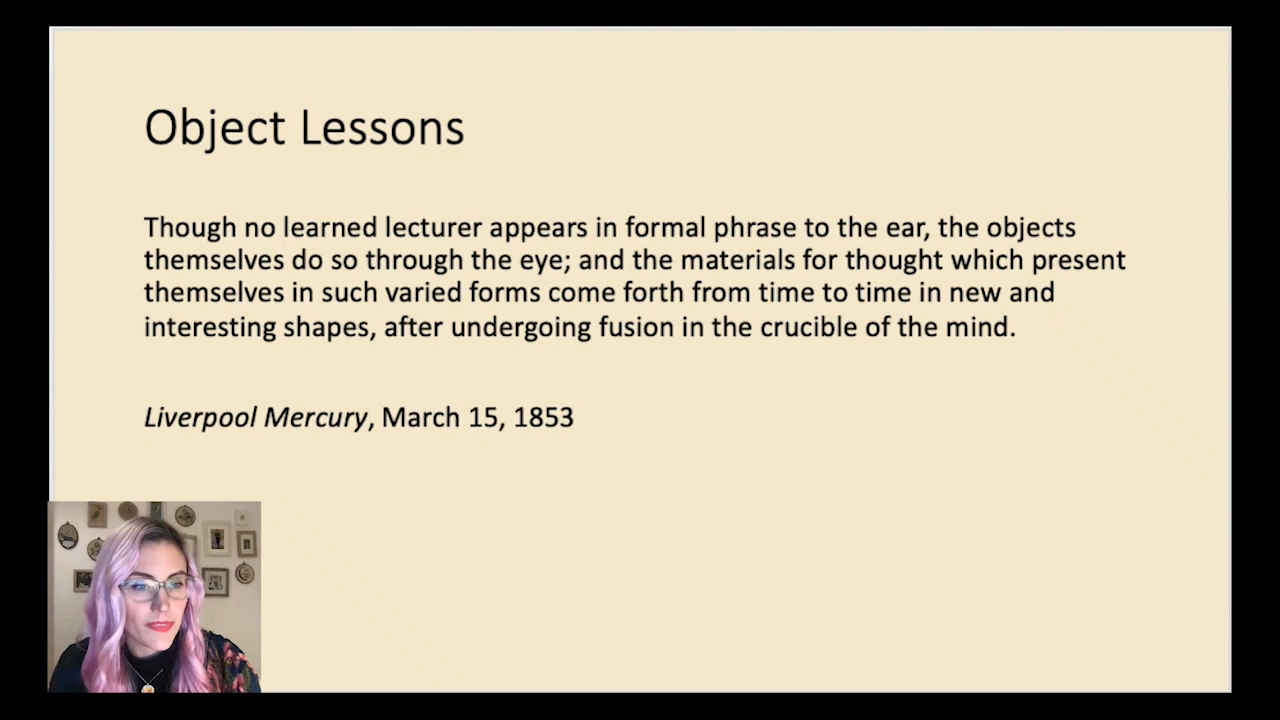 Object Lessons
Though no learned lecturer appears in formal phrase to the ear, the objects
themselves do so through the eye; and the materials for thought which present
themselves in such varied forms come forth from time to time in new and
interesting shapes, after undergoing fusion in the crucible of the mind.
Liverpool Mercury, March 15, 1853